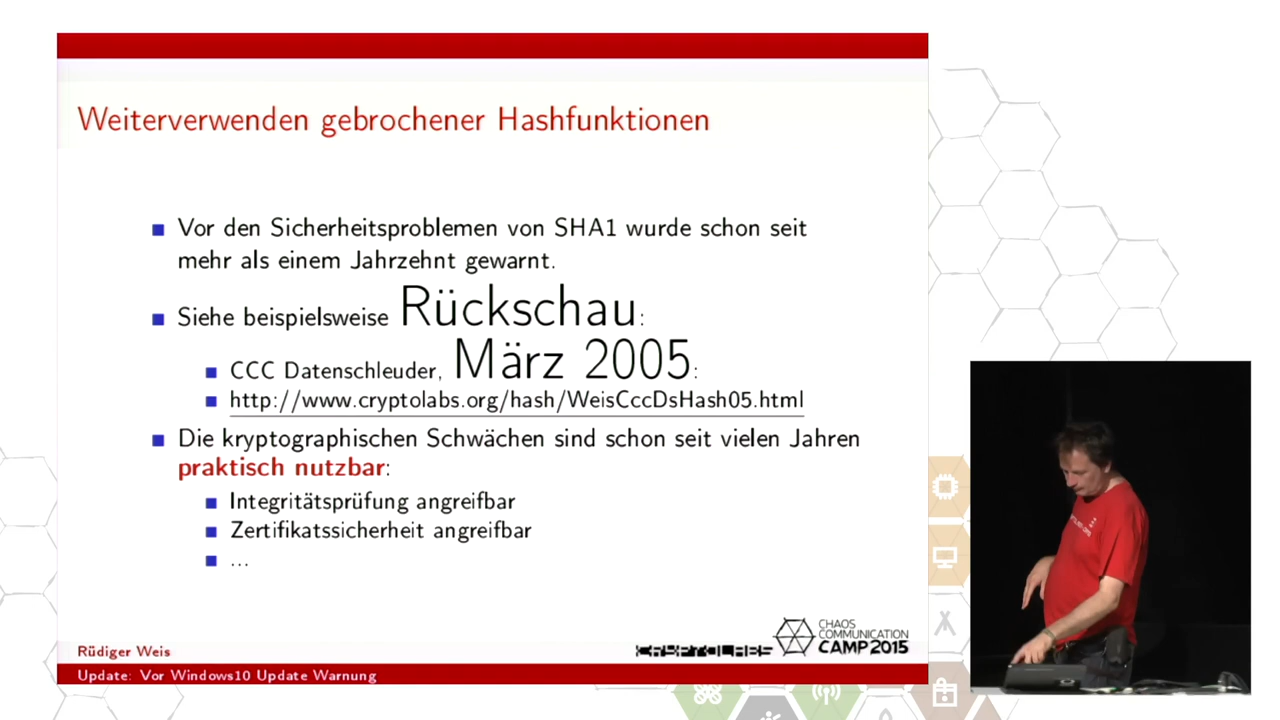 Weiterverwenden gebrochener Hashfunktionen
Vor den Sicherheitsproblemen von SHA1 wurde schon seit
mehr als einem Jahrzehnt gewarnt.
Siehe beispielsweise Rückschau:
CCC Datenschleuder, März 2005:
http://www.cryptolabs.org/hash/WeisCccDsHash05.html
Die kryptographischen Schwächen sind schon seit vielen Jahren
praktisch nutzbar:
Integritätsprüfung angreifbar
Zertifikatssicherheit angreifbar
...
Rüdiger Weis
CRYPTOLABS
CHAOS
COMMUNICATION
CAMP 2015
Update: Vor Windows10 Update Warnung